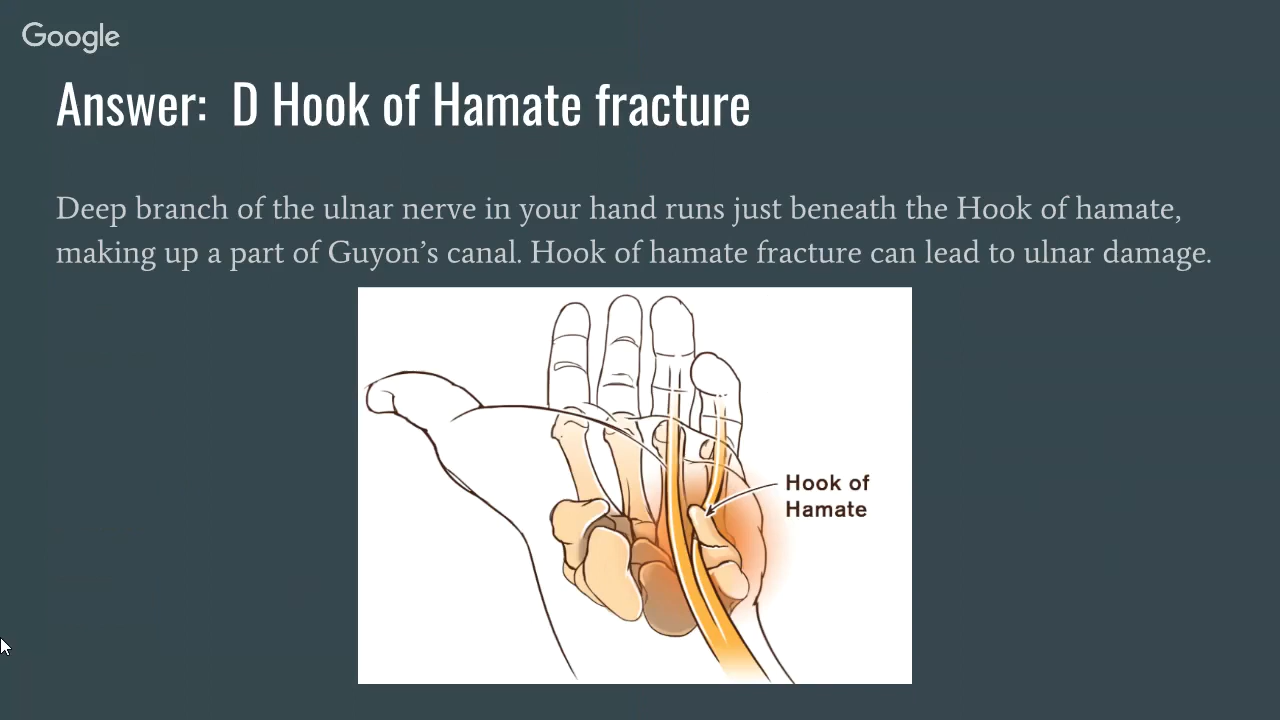 Google
Answer:  D Hook of Hamate fracture
Deep branch of the ulnar nerve in your hand runs just beneath the Hook of hamate,
making up a part of Guyon’s canal. Hook of hamate fracture can lead to ulnar damage.
Hook of
Hamate